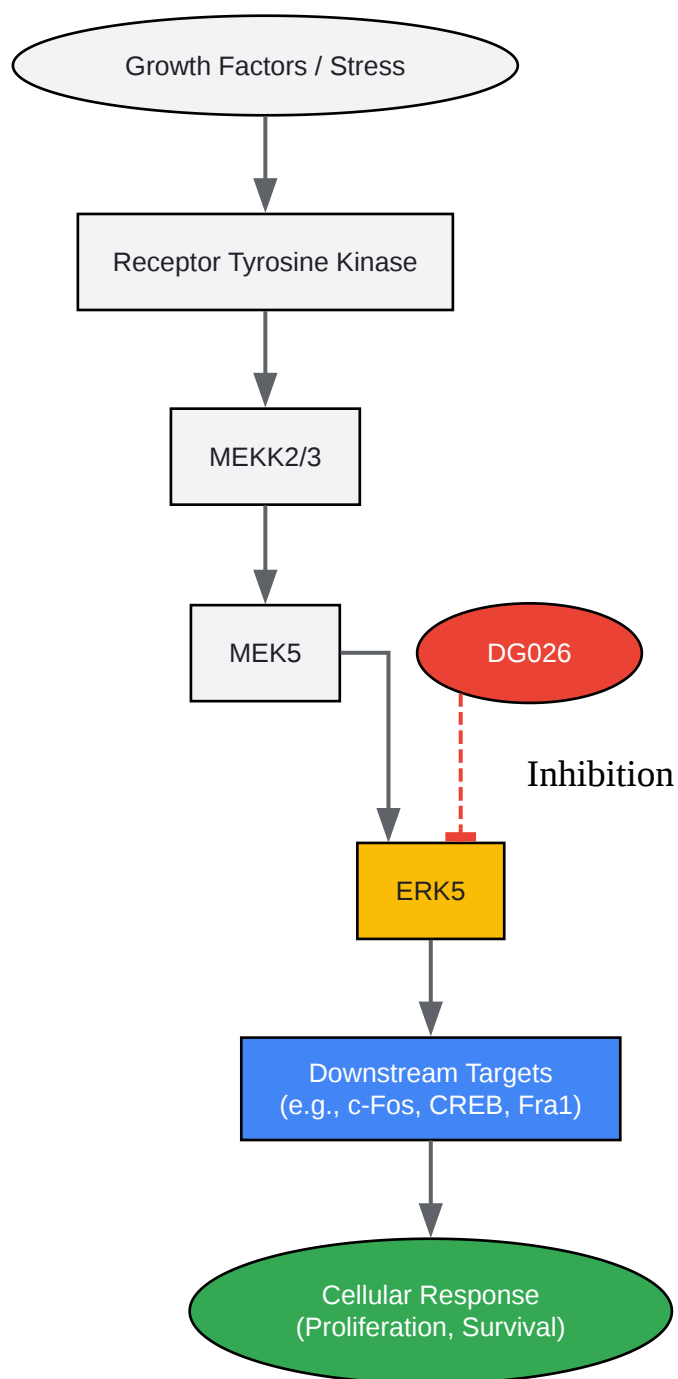 Growth Factors / Stress
Receptor Tyrosine Kinase
MEKK2/3
MEK5
DG026
Inhibition
ERK5
Downstream Targets
(e.g., c-Fos, CREB, Fra1)
Cellular Response
(Proliferation, Survival)